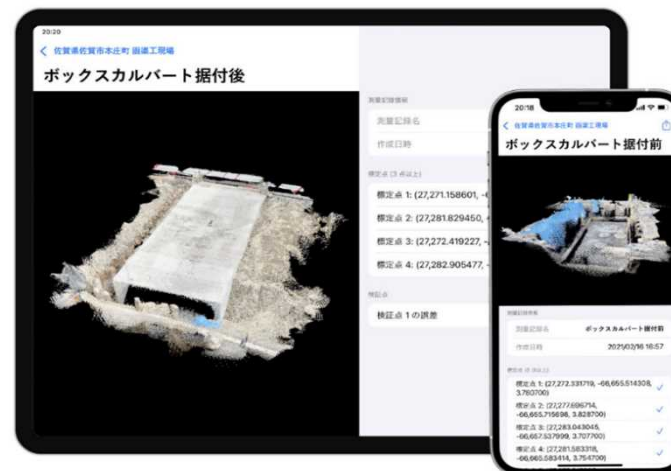 20:20
佐賀県佐賀市本庄町 函渠工現場
ボックスカルバート据付後
測量記録情報
測量記録名
作成日時
標定点 (3 点以上)
標定点 1: (27,271.158601, -6
標定点 2: (27,281.829450,
標定点 3: (27,272.419227, -
標定点 4: (27,282.905477, -
検証点
検証点 1 の誤差
20:18
佐賀県佐賀市本庄町 函渠工現場
ボックスカルバート据付前
測量記録情報
測量記録名 ボックスカルバート据付前
作成日時 2021/02/16 16:57
標定点 (3 点以上)
標定点 1: (27,272.331719, -66,655.514308,
3.780700)
標定点 2: (27,277.696714,
-66,655.715698, 3.828700)
標定点 3: (27,283.043045,
-66,657.537999, 3.707700)
標定点 4: (27,281.563318,
-66,665.583414, 3.754700)